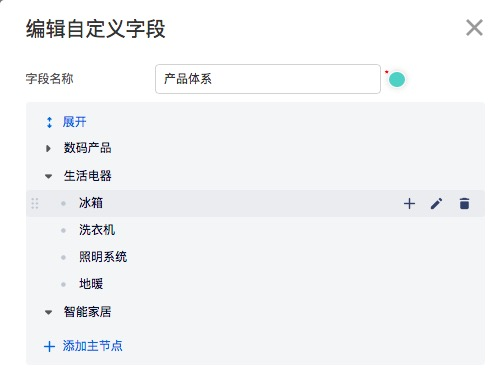 编辑自定义字段
字段名称 产品体系 *
展开
数码产品
生活电器
冰箱
洗衣机
照明系统
地暖
智能家居
添加主节点